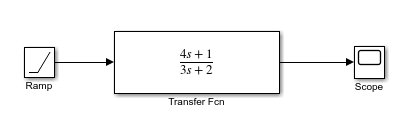 4s + 1
3s + 2
Ramp
Transfer Fcn
Scope